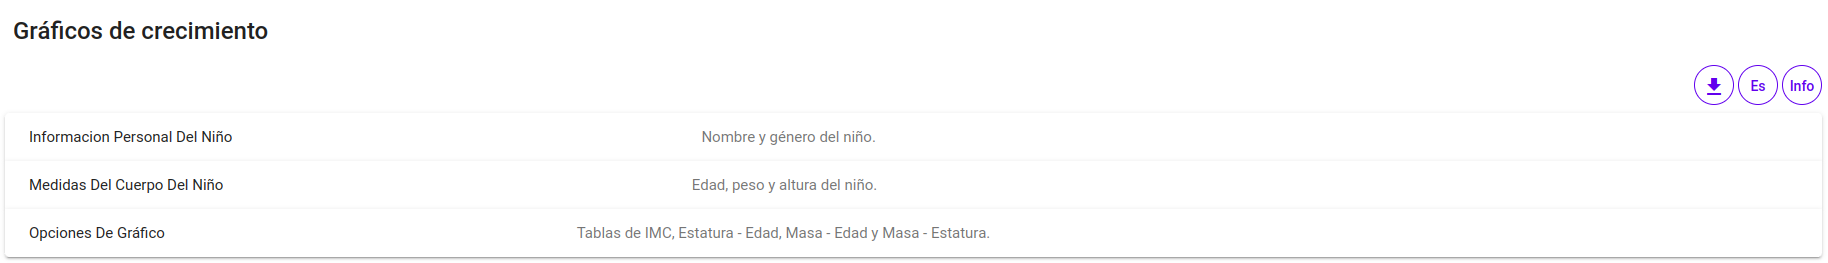 Gráficos de crecimiento
Es Info
Informacion Personal Del Niño Nombre y género del niño.
Medidas Del Cuerpo Del Niño Edad, peso y altura del niño.
Opciones De Gráfico Tablas de IMC, Estatura - Edad, Masa - Edad y Masa - Estatura.